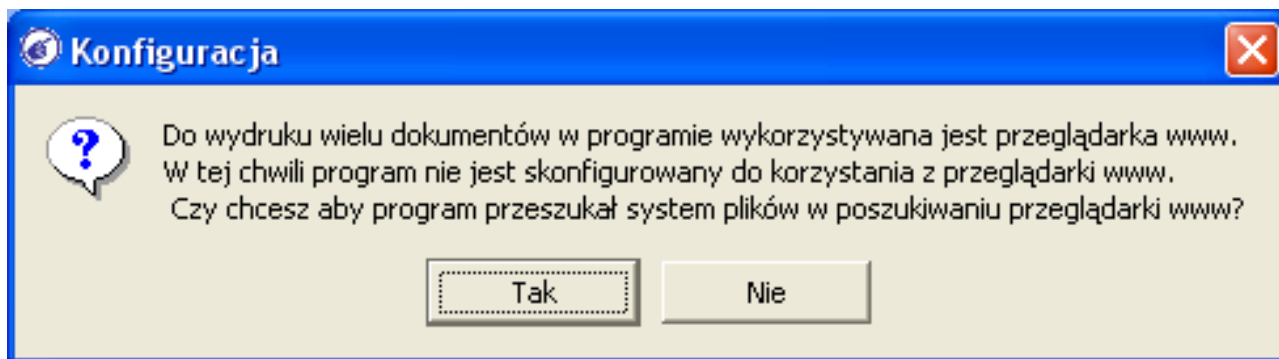 Konfiguracja
Do wydruku wielu dokumentów w programie wykorzystywana jest przeglądarka www.
W tej chwili program nie jest skonfigurowany do korzystania z przeglądarki www.
Czy chcesz aby program przeszukał system plików w poszukiwaniu przeglądarki www?
Tak Nie